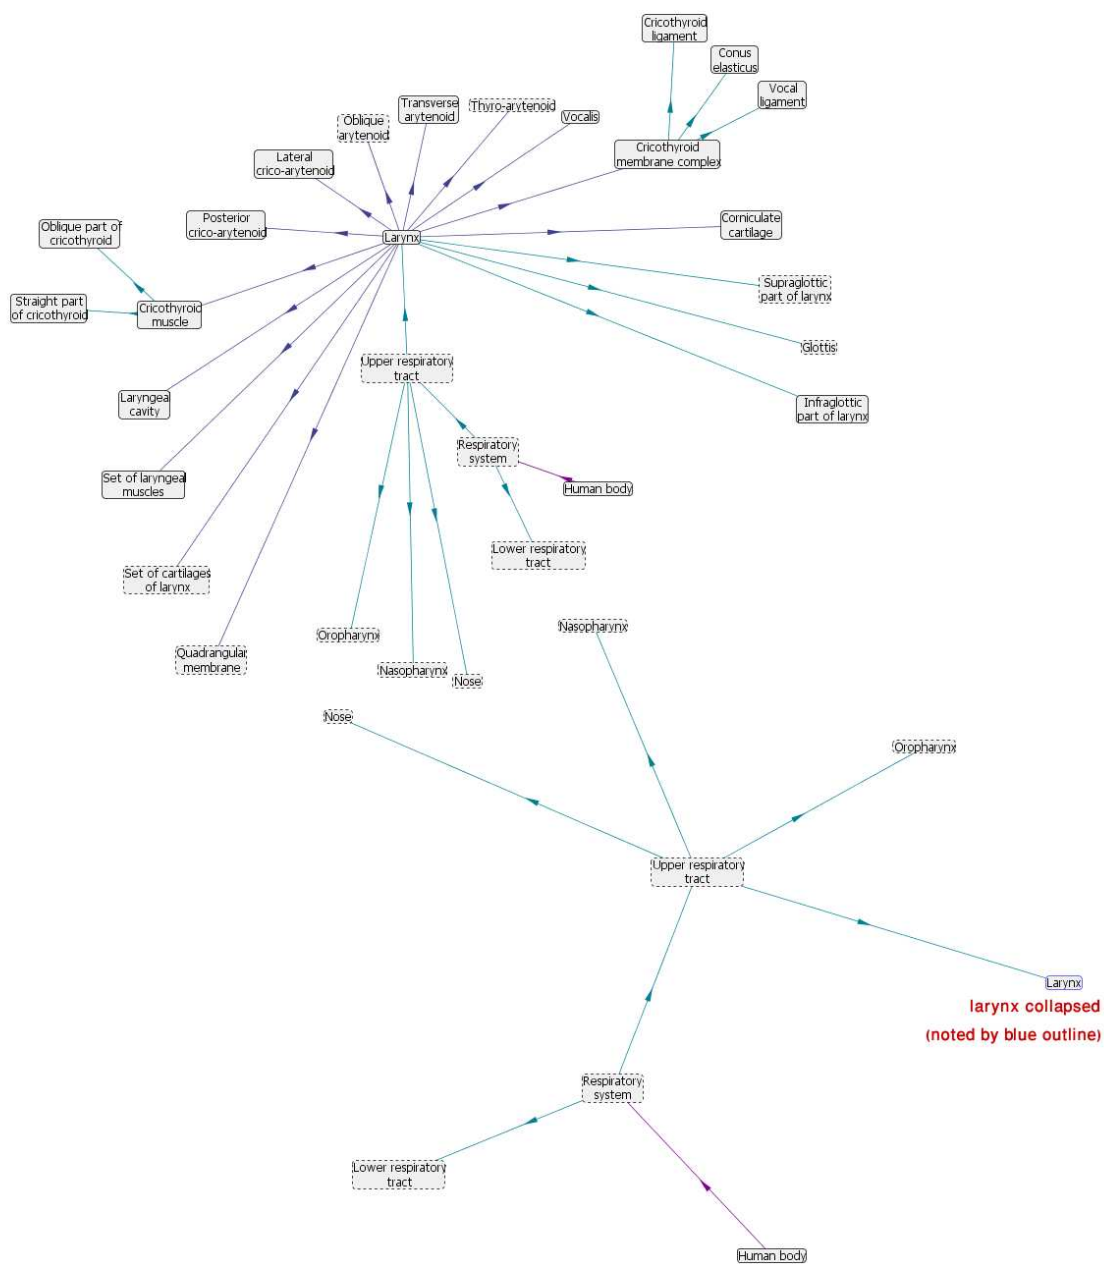 Cricothyroid
ligament
Conus
elasticus
Vocal
ligament
Transverse
arytenoid
Thyro-arytenoid
Vocalis
Oblique
arytenoid
Cricothyroid
membrane complex
Lateral
crico-arytenoid
Posterior
crico-arytenoid
Larynx
Corniculate
cartilage
Oblique part of
cricothyroid
Supraglottic
part of larynx
Straight part
of cricothyroid
Cricothyroid
muscle
Glottis
Upper respiratory
tract
Laryngea
cavity
Infraglottic
part of larynx
Respiratory
system
Set of laryngeal
muscles
Human body
Lower respiratory
tract
Set of cartilages
of larynx
Oropharynx
Nasopharynx
Quadrangular
membrane
Nasopharynx
Nose
Nose
Oropharynx
Upper respiratory
tract
Larynx
larynx collapsed
(noted by blue outline)
Respiratory
system
Lower respiratory
tract
Human body